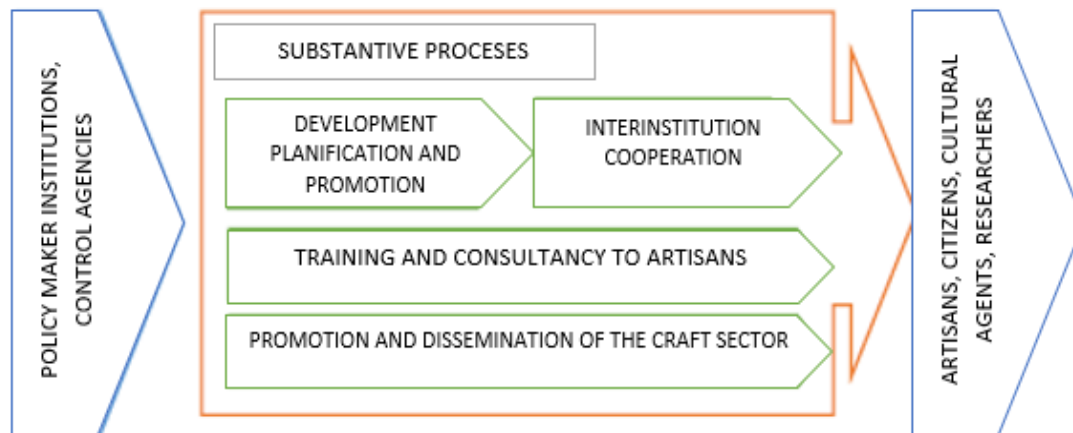 POLICY MAKER INSTITUTIONS,
CONTROL AGENCIES
SUBSTANTIVE PROCESES
DEVELOPMENT
PLANIFICATION AND
PROMOTION
INTERINSTITUTION
COOPERATION
TRAINING AND CONSULTANCY TO ARTISANS
PROMOTION AND DISSEMINATION OF THE CRAFT SECTOR
ARTISANS, CITIZENS, CULTURAL
AGENTS, RESEARCHERS